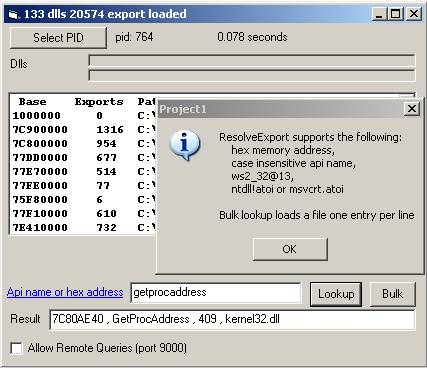 133 dlls 20574 export loaded
Select PID pid: 764 0.078 seconds
Dlls
Base Exports
1000000 0 C:\
7C900000 1316 C:\
7C800000 954 C:\
77DD0000 677 C:\
77E70000 514 C:\
77FE0000 77 C:\
75F80000 6 C:\
77F10000 610 C:\
7E410000 732 C:\
Project1
ResolveExport supports the following:
hex memory address,
case insensitive api name,
ws2_32@13,
ntdll!atoi or msvcrt.atoi
Bulk lookup loads a file one entry per line
OK
Api name or hex address getprocaddress Lookup Bulk
Result 7C80AE40 , GetProcAddress , 409 , kernel32.dll
Allow Remote Queries (port 9000)